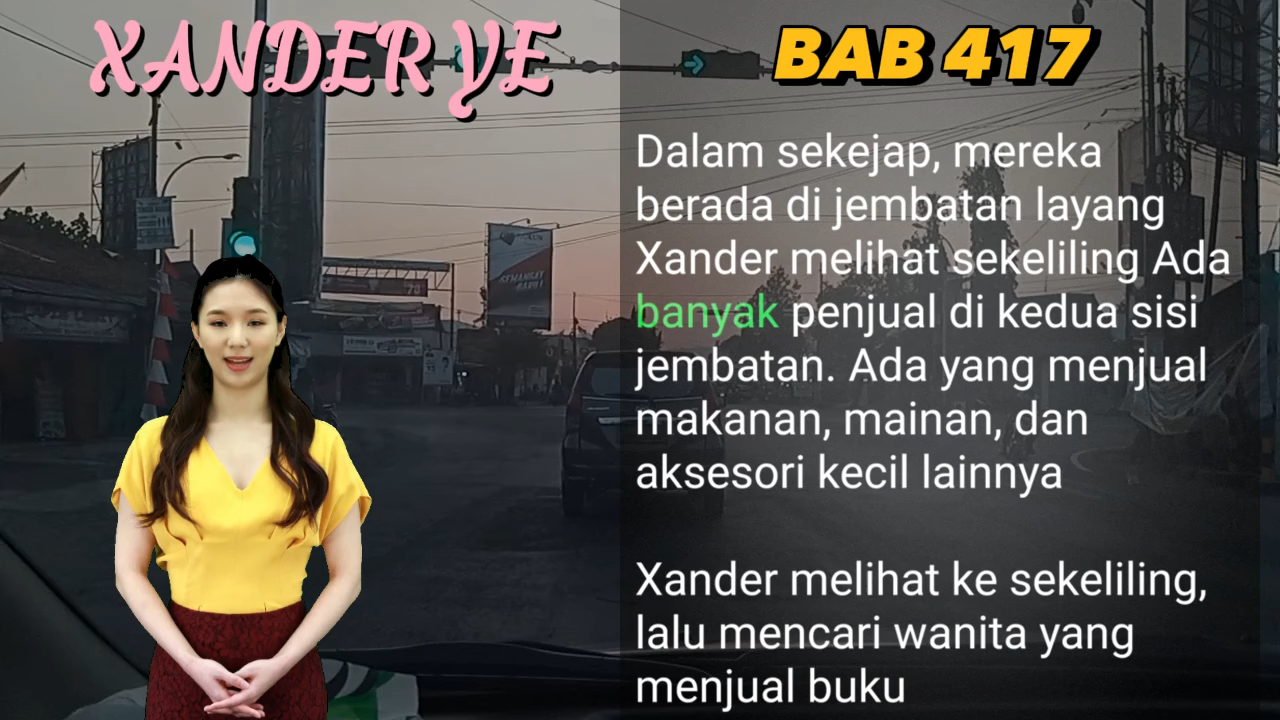 XANDER YE
BAB 417
Dalam sekejap, mereka
berada di jembatan layang
Xander melihat sekeliling Ada
banyak penjual di kedua sisi
jembatan. Ada yang menjual
makanan, mainan, dan
aksesori kecil lainnya
Xander melihat ke sekeliling,
lalu mencari wanita yang
menjual buku
SEMANGAT
BARU!